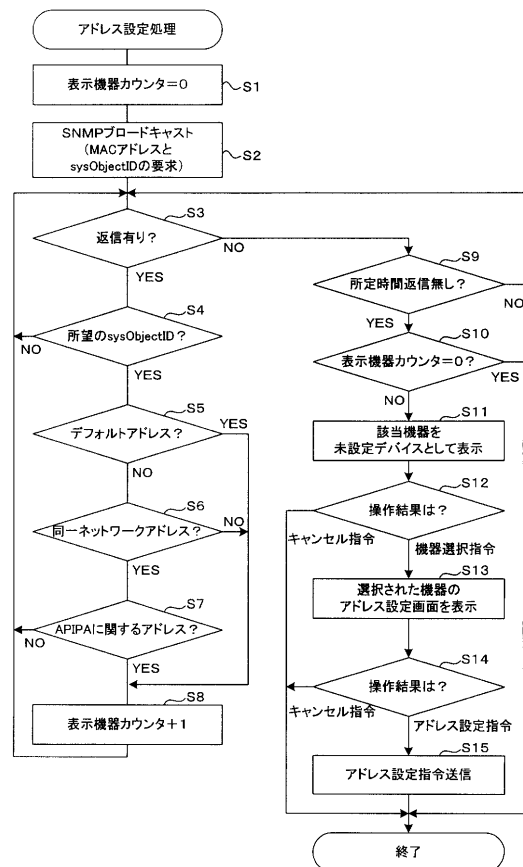 アドレス設定処理
表示機器カウンタ=0
S1
SNMPブロードキャスト
(MACアドレスと
sysObjectIDの要求)
S2
S3
返信有り?
NO
YES
S4
所望のsysObjectID?
NO
YES
S5
デフォルトアドレス?
YES
NO
S6
同一ネットワークアドレス?
NO
YES
S7
APIPAに関するアドレス?
NO
YES
S8
表示機器カウンタ+1
S9
所定時間返信無し?
NO
YES
S10
表示機器カウンタ=0?
YES
NO
S11
該当機器を
未設定デバイスとして表示
S12
操作結果は?
キャンセル指令
機器選択指令
S13
選択された機器の
アドレス設定画面を表示
S14
操作結果は?
キャンセル指令
アドレス設定指令
S15
アドレス設定指令送信
終了